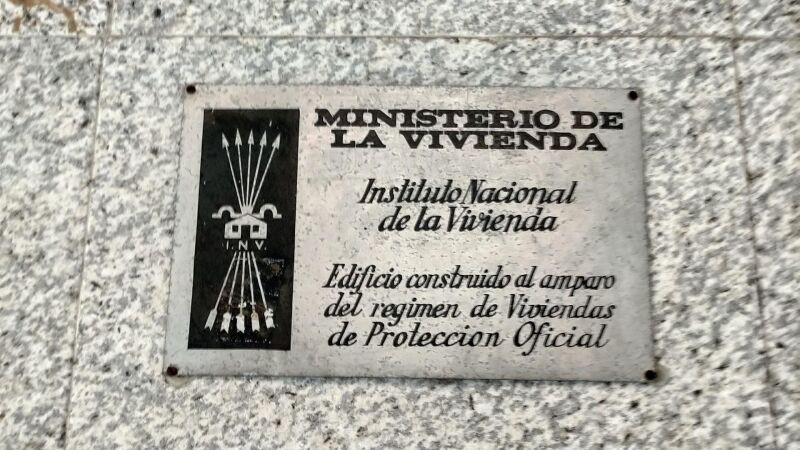 MINISTERIO DE
LA VIVIENDA
Instituto Nacional
de la Vivienda
I.N.V.
Edificio construido al amparo
del regimen de Viviendas
de Proteccion Oficial